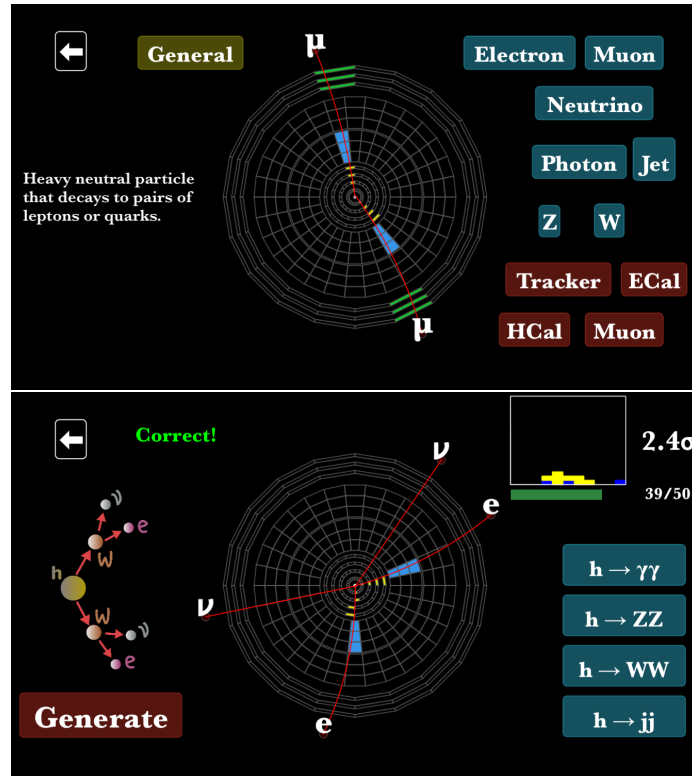 General
μ
Electron
Muon
Neutrino
Photon
Jet
Heavy neutral particle
that decays to pairs of
leptons or quarks.
Z
W
Tracker
ECal
HCal
Muon
μ
Correct!
2.4σ
39/50
ν
e
ν
e
h
W
W
ν
e
ν
e
h → γγ
h → ZZ
h → WW
h → jj
Generate
e